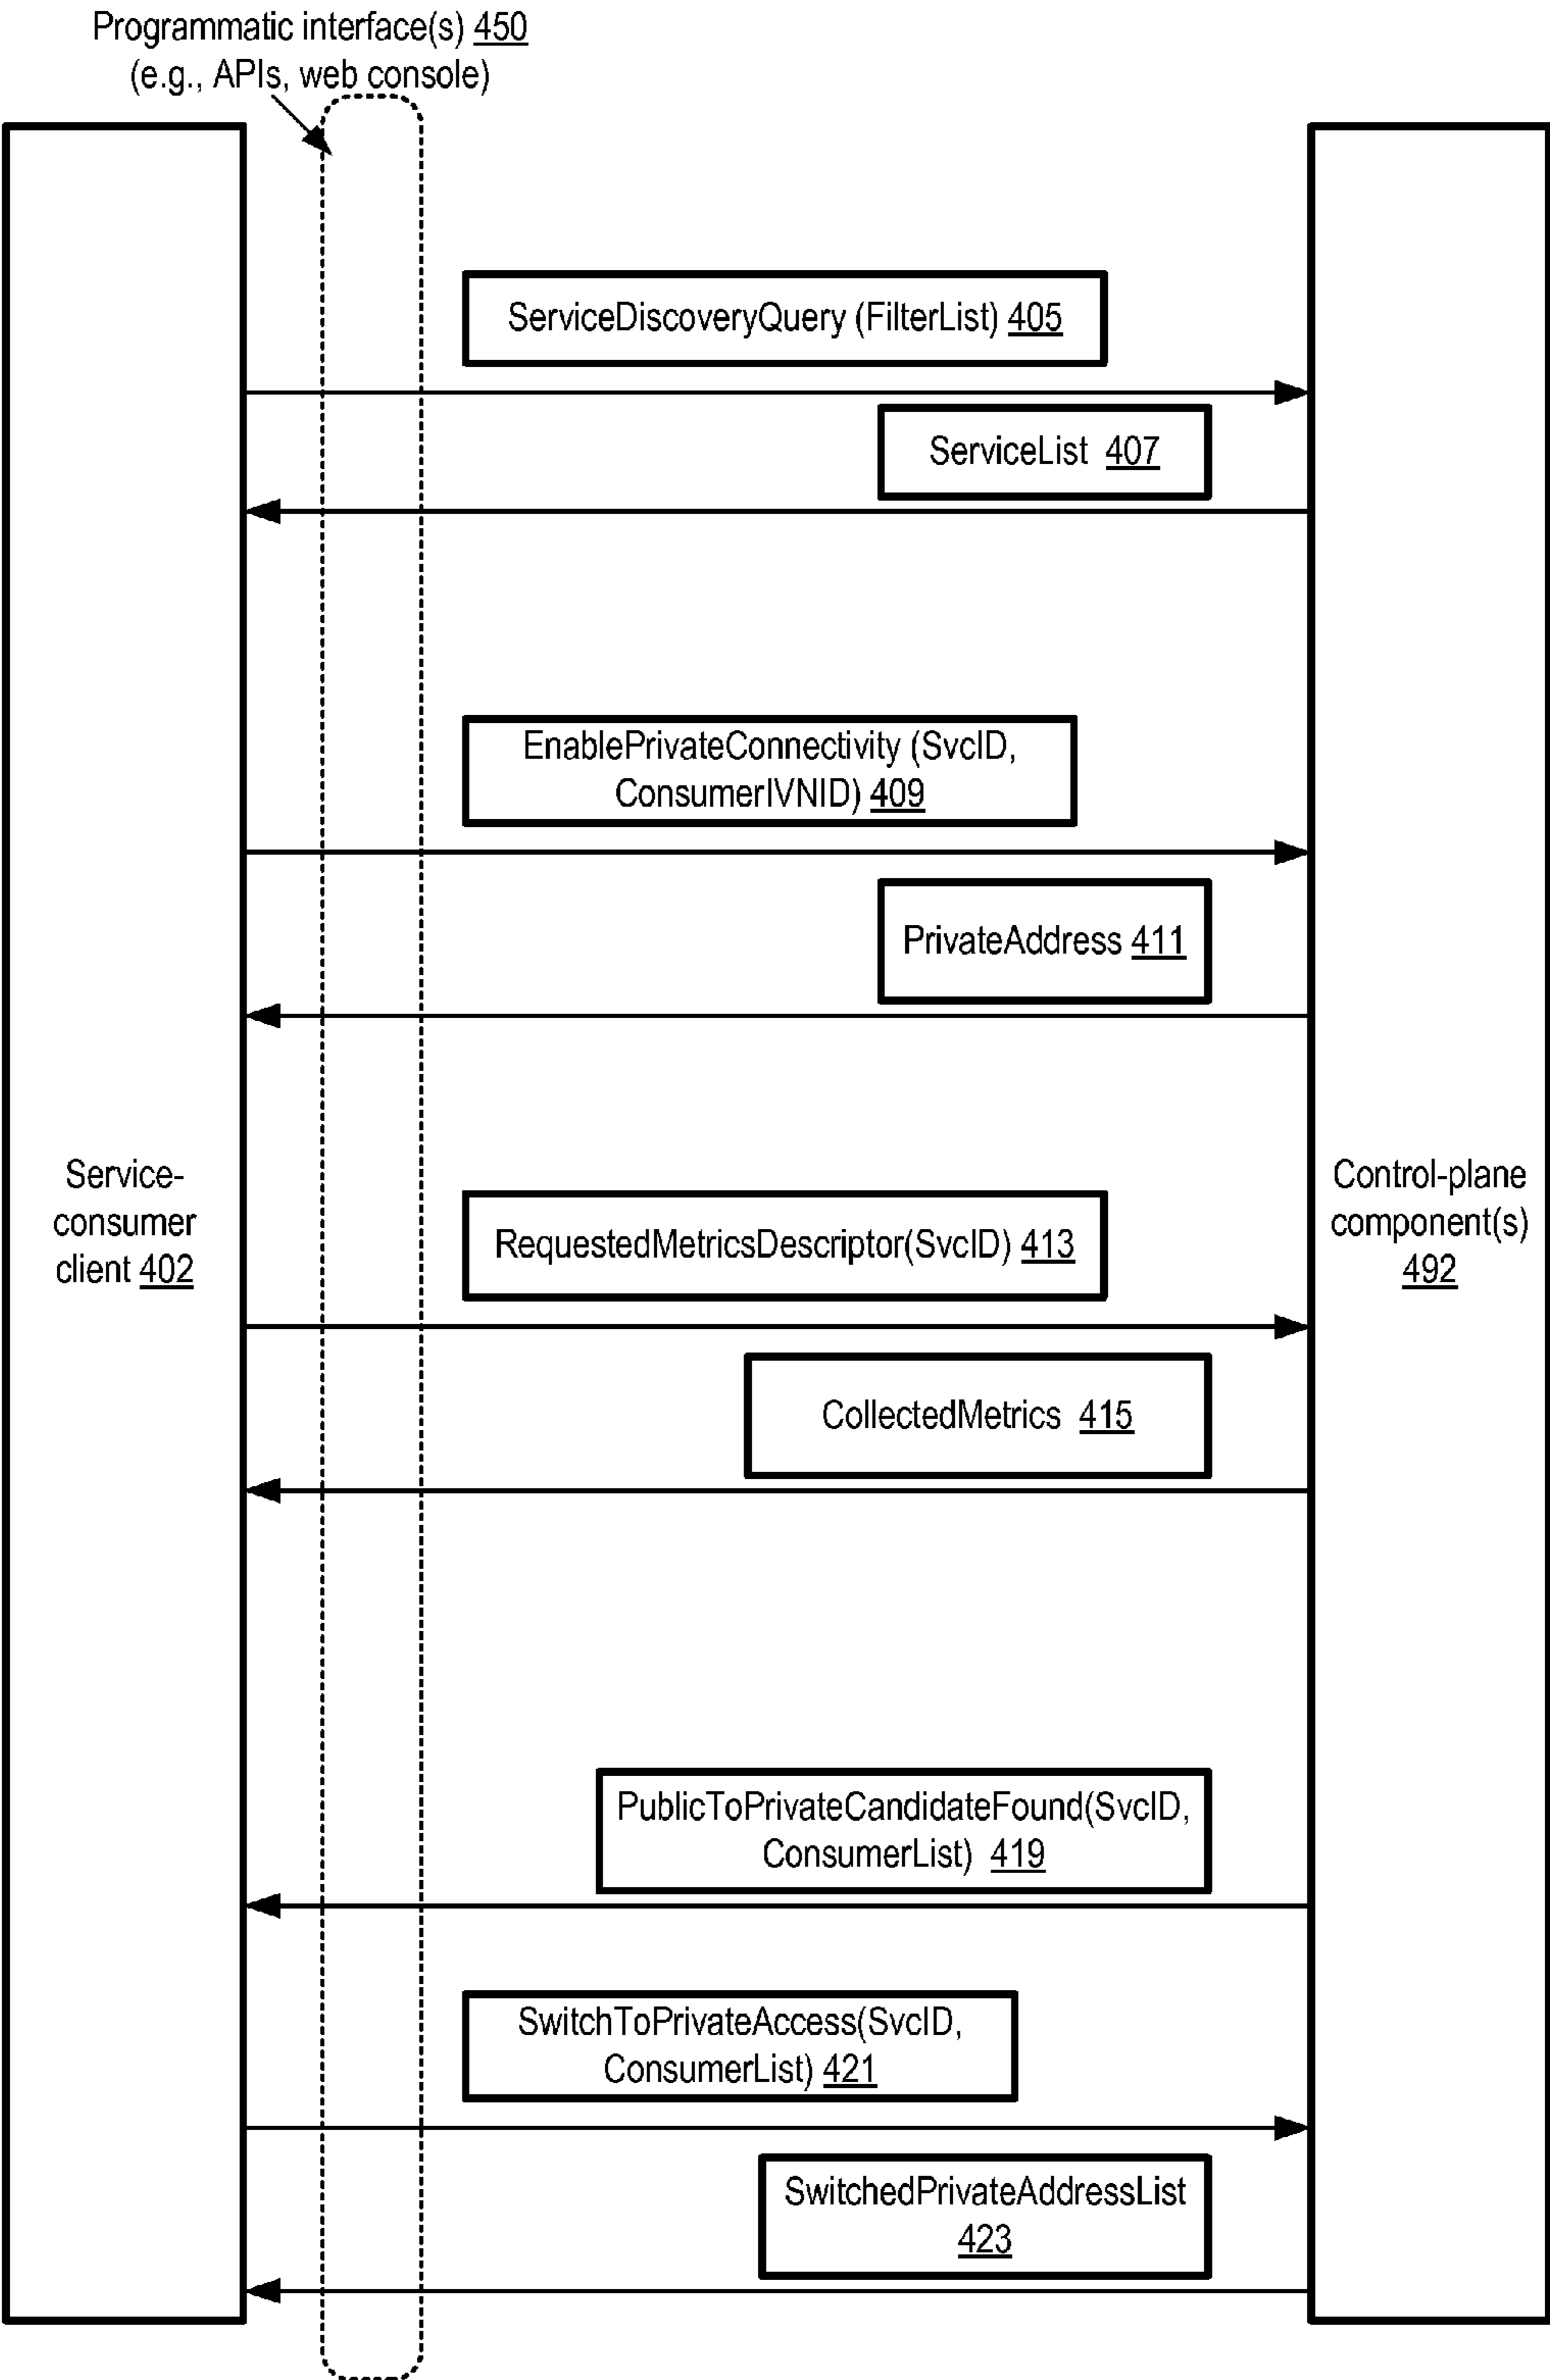 Programmatic interface(s) 450
(e.g., APIs, web console)
ServiceDiscoveryQuery (FilterList) 405
ServiceList 407
EnablePrivateConnectivity (SvcID,
ConsumerIVNID) 409
PrivateAddress 411
Service-
consumer
client 402
Control-plane
component(s)
492
RequestedMetricsDescriptor(SvcID) 413
CollectedMetrics 415
PublicToPrivateCandidateFound(SvcID,
ConsumerList) 419
SwitchToPrivateAccess(SvcID,
ConsumerList) 421
SwitchedPrivateAddressList
423